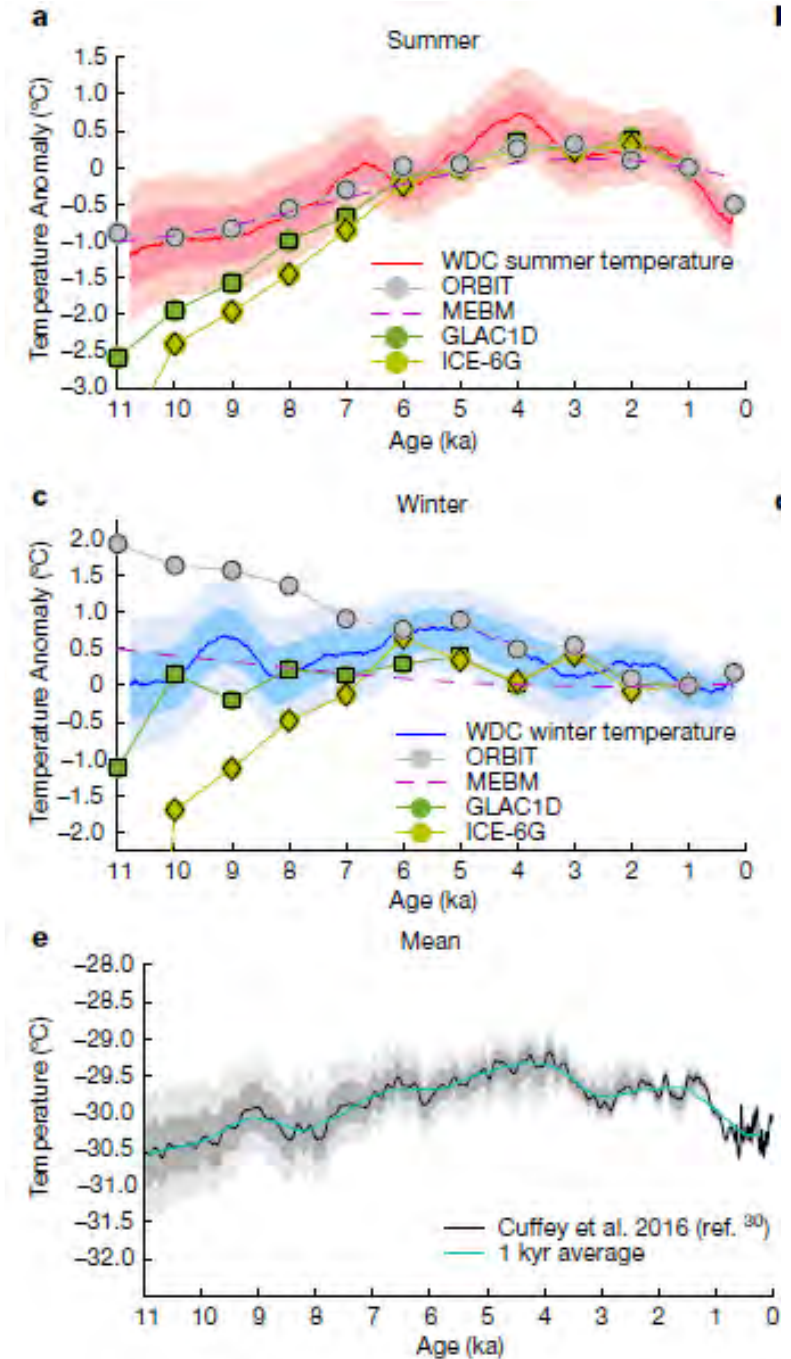 a
Summer
Temperature Anomaly (°C)
1.5
1.0
0.5
0
−0.5
−1.0
−1.5
−2.0
−2.5
−3.0
WDC summer temperature
ORBIT
MEBM
GLAC1D
ICE-6G
11 10 9 8 7 6 5 4 3 2 1 0
Age (ka)
c
Winter
Temperature Anomaly (°C)
2.0
1.5
1.0
0.5
0
−0.5
−1.0
−1.5
−2.0
WDC winter temperature
ORBIT
MEBM
GLAC1D
ICE-6G
11 10 9 8 7 6 5 4 3 2 1 0
Age (ka)
e
Mean
Temperature (°C)
−28.0
−28.5
−29.0
−29.5
−30.0
−30.5
−31.0
−31.5
−32.0
Cuffey et al. 2016 (ref. 30)
1 kyr average
11 10 9 8 7 6 5 4 3 2 1 0
Age (ka)